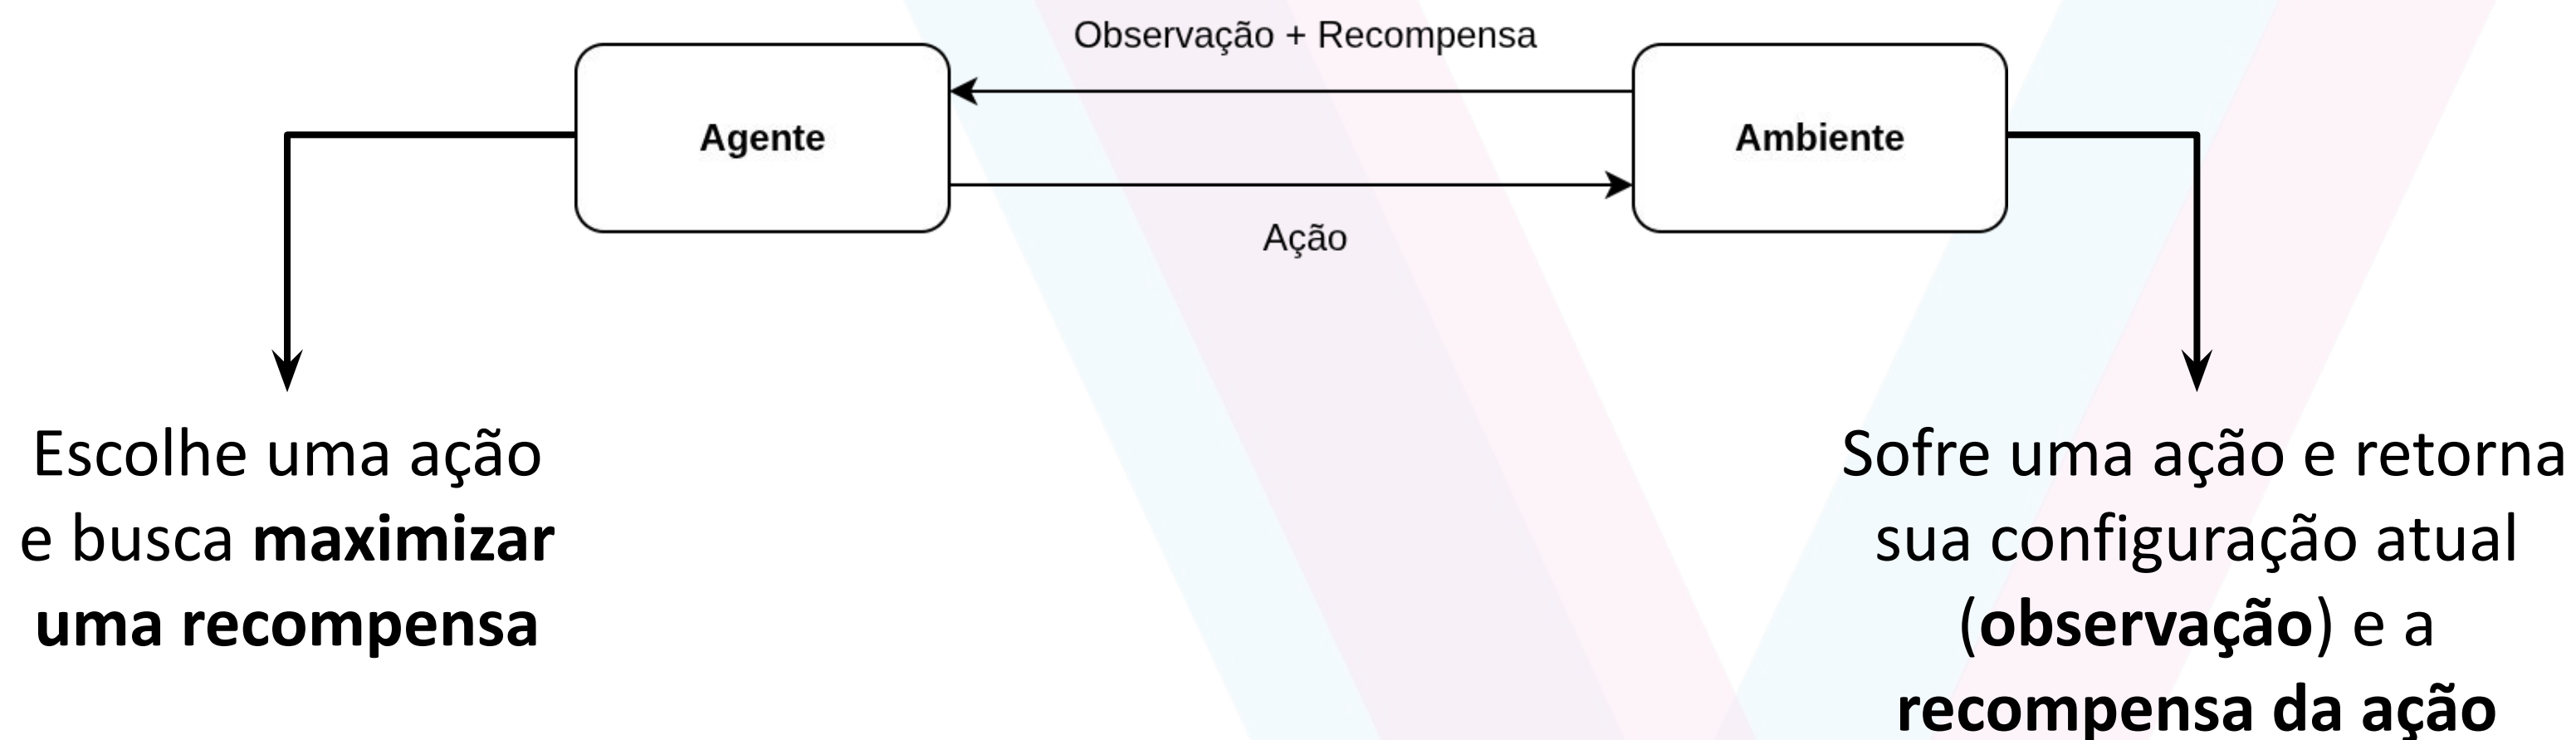 Observação + Recompensa
Agente
Ambiente
Ação
Escolhe uma ação
e busca maximizar
uma recompensa
Sofre uma ação e retorna
sua configuração atual
(observação) e a
recompensa da ação